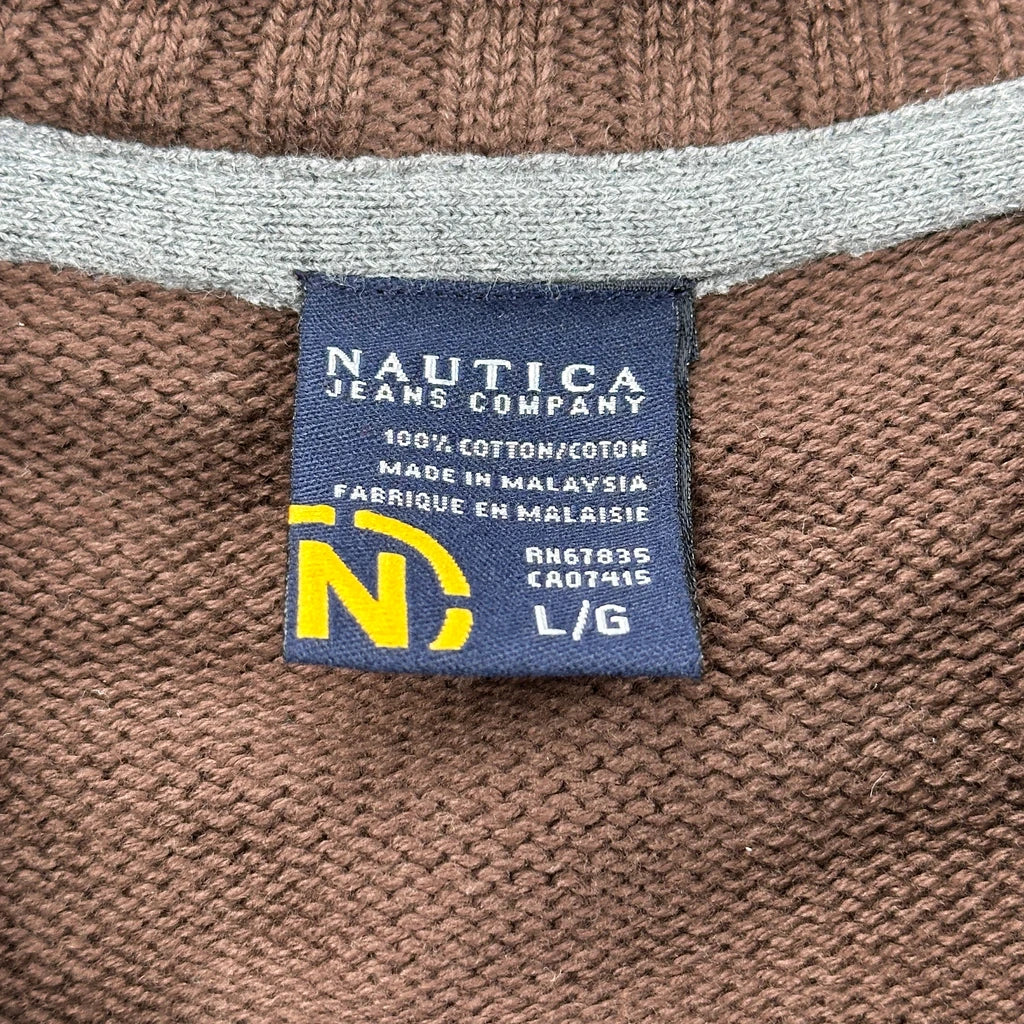 NAUTICA
JEANS COMPANY
100% COTTON/COTON
MADE IN MALAYSIA
FABRIQUE EN MALAISIE
RN67835
CA07415
N
L/G